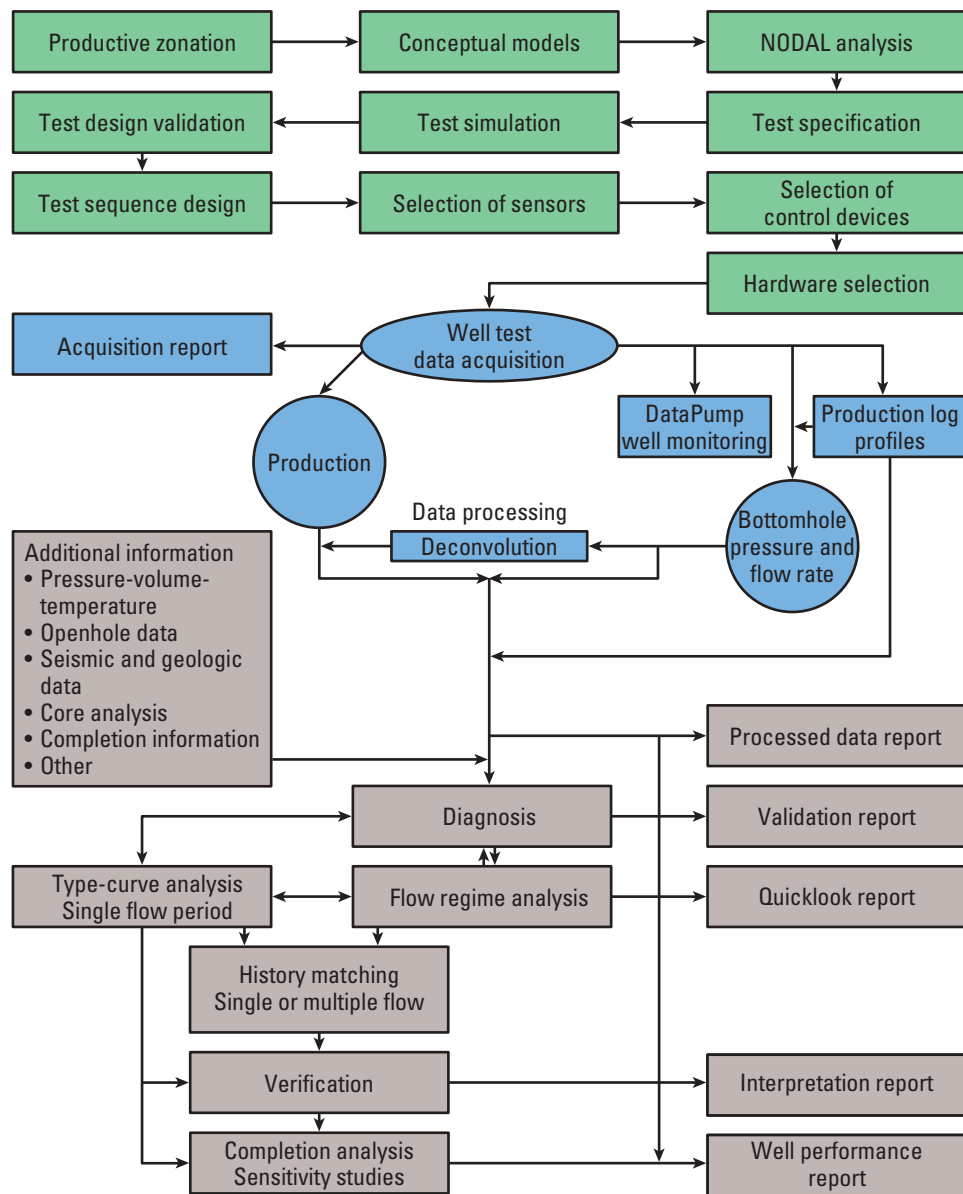 Productive zonation
Conceptual models
NODAL analysis
Test design validation
Test simulation
Test specification
Test sequence design
Selection of sensors
Selection of
control devices
Hardware selection
Acquisition report
Well test
data acquisition
Production
DataPump
well monitoring
Production log
profiles
Data processing
Deconvolution
Bottomhole
pressure and
flow rate
Additional information
• Pressure-volume-
temperature
• Openhole data
• Seismic and geologic
data
• Core analysis
• Completion information
• Other
Processed data report
Diagnosis
Validation report
Type-curve analysis
Single flow period
Flow regime analysis
Quicklook report
History matching
Single or multiple flow
Verification
Interpretation report
Completion analysis
Sensitivity studies
Well performance
report